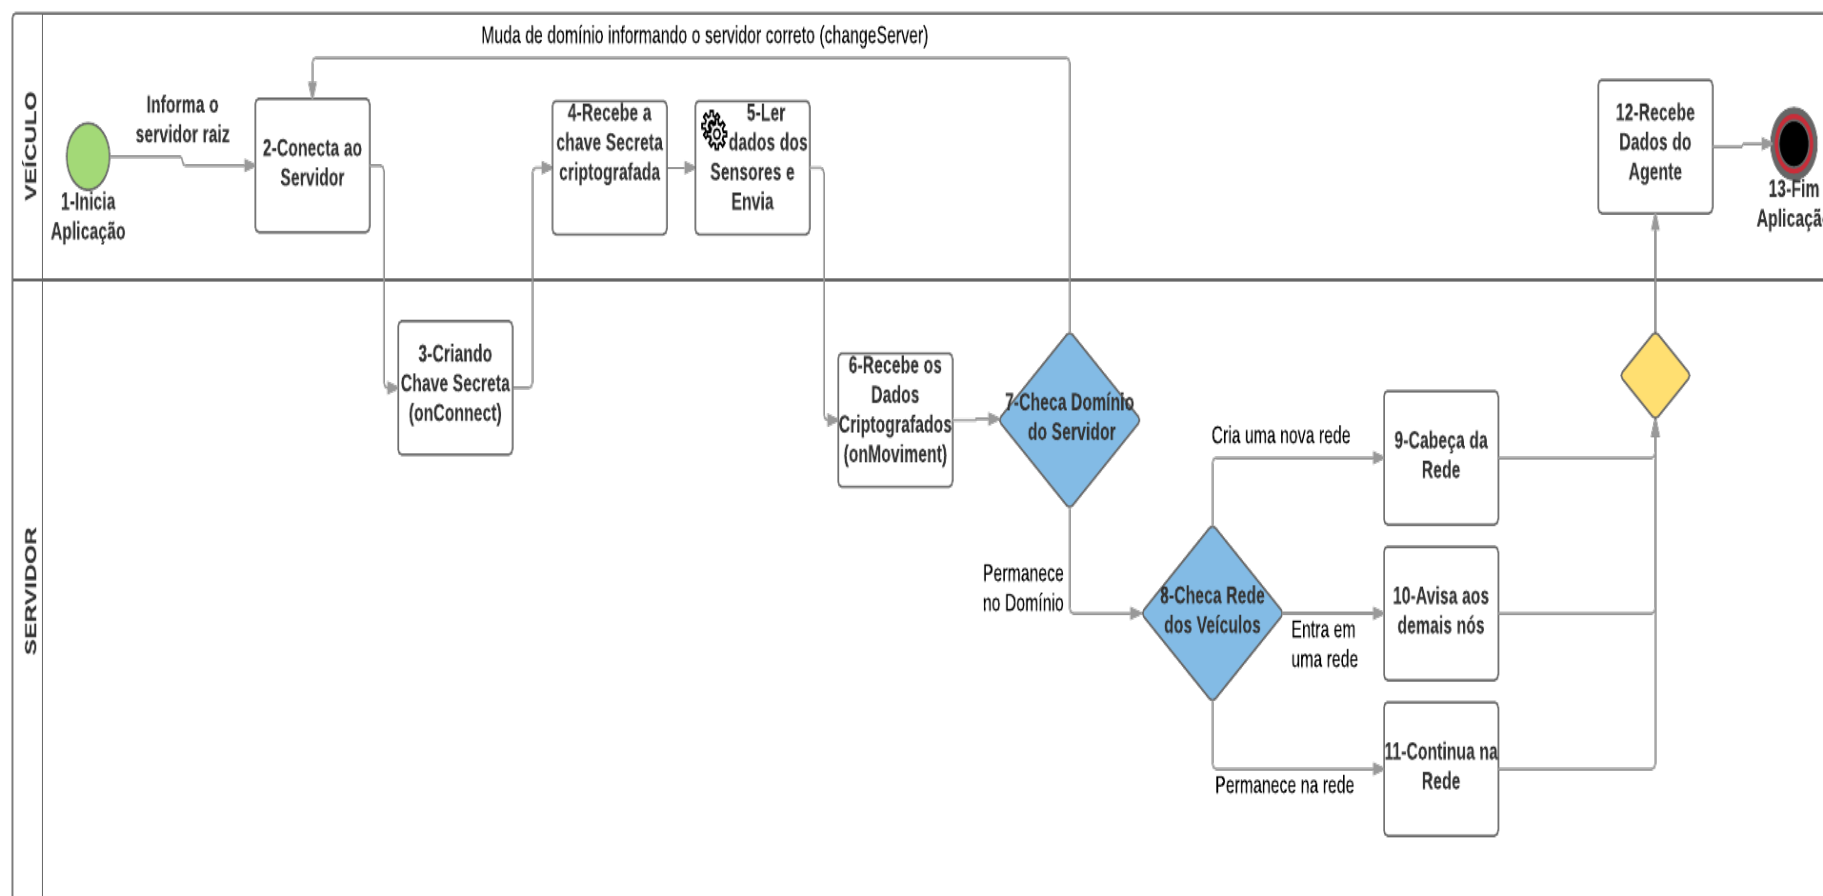 Muda de domínio informando o servidor correto (changeServer)
VEÍCULO
Informa o
servidor raiz
1-Inicia
Aplicação
2-Conecta ao
Servidor
4-Recebe a
chave Secreta
criptografada
5-Ler
dados dos
Sensores e
Envia
12-Recebe
Dados do
Agente
13-Fim
Aplicaçã
SERVIDOR
3-Criando
Chave Secreta
(onConnect)
6-Recebe os
Dados
Criptografados
(onMoviment)
7-Checa Domínio
do Servidor
Permanece
no Domínio
8-Checa Rede
dos Veículos
Cria uma nova rede
Entra em
uma rede
Permanece na rede
9-Cabeça da
Rede
10-Avisa aos
demais nós
11-Continua na
Rede